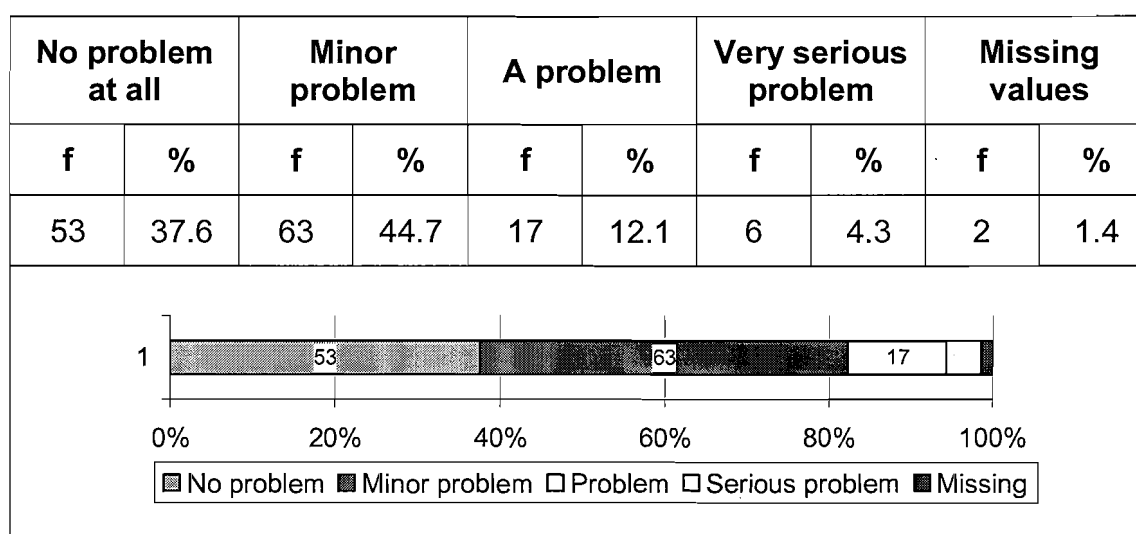 No problem at all Minor problem A problem Very serious problem Missing values
f % f % f % f % f %
53 37.6 63 44.7 17 12.1 6 4.3 2 1.4
1 53 63 17
0% 20% 40% 60% 80% 100%
No problem Minor problem Problem Serious problem Missing